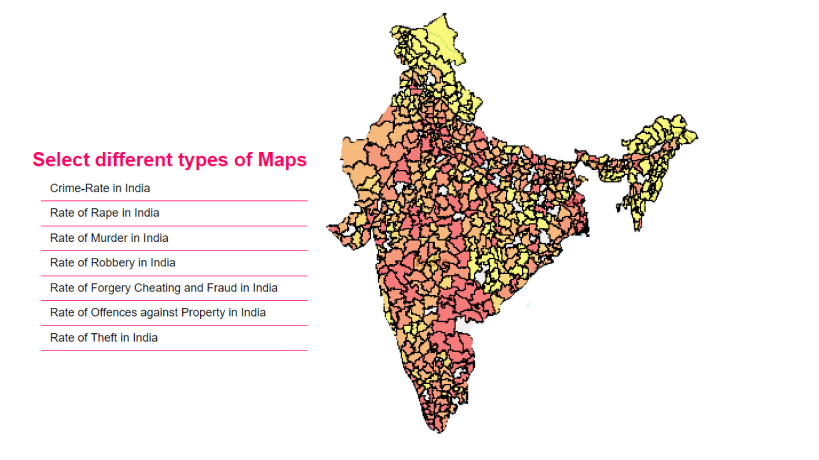 Select different types of Maps
Crime-Rate in India
Rate of Rape in India
Rate of Murder in India
Rate of Robbery in India
Rate of Forgery Cheating and Fraud in India
Rate of Offences against Property in India
Rate of Theft in India